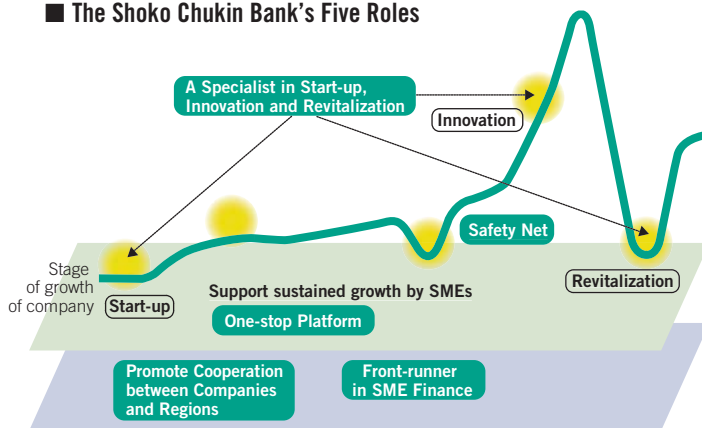 ■ The Shoko Chukin Bank's Five Roles
A Specialist in Start-up,
Innovation and Revitalization
Innovation
Safety Net
Stage
of growth
of company
Start-up
Revitalization
Support sustained growth by SMEs
One-stop Platform
Promote Cooperation
between Companies
and Regions
Front-runner
in SME Finance